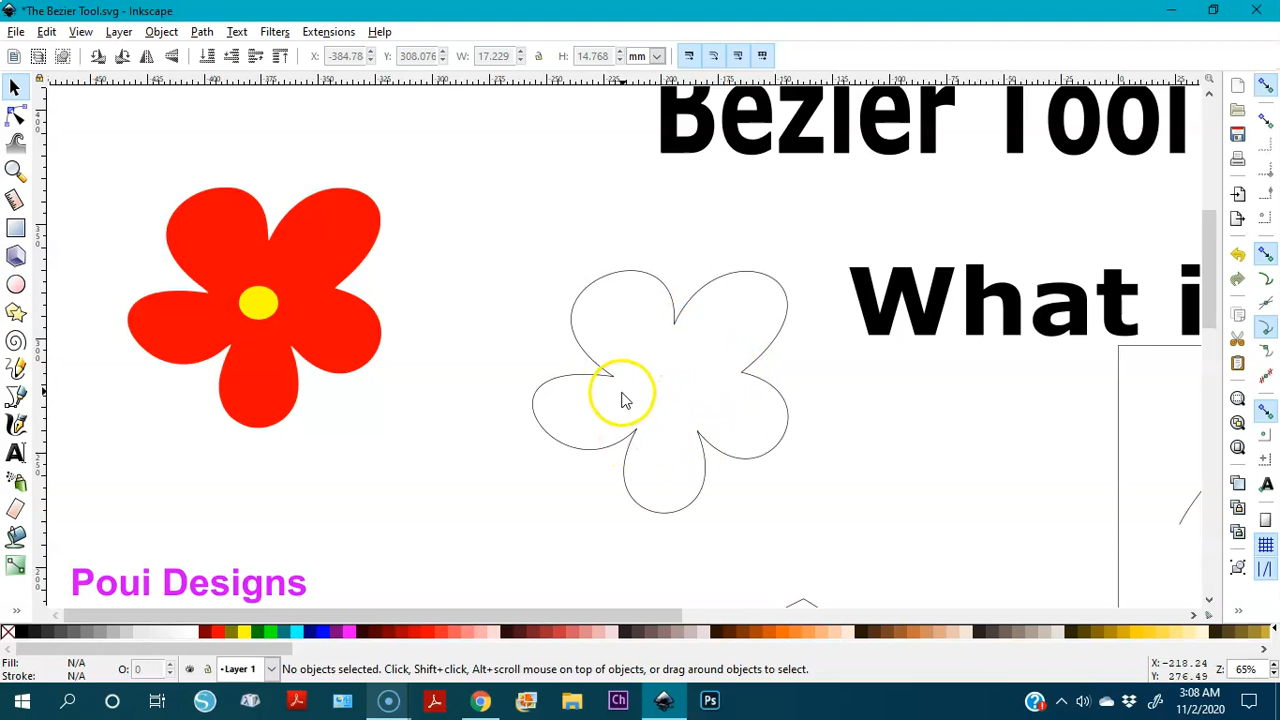 *The Bezier Tool.svg - Inkscape
File Edit View Layer Object Path Text Filters Extensions Help
X: -384.78 Y: 308.076 W: 17.229 H: 14.768 mm
Bezier Tool
What i
Poui Designs
Fill: N/A
Stroke: N/A
O: 0
Layer 1
No objects selected. Click, Shift+click, Alt+scroll mouse on top of objects, or drag around objects to select.
X: -218.24
Y: 276.49
Z: 65%
3:08 AM
11/2/2020